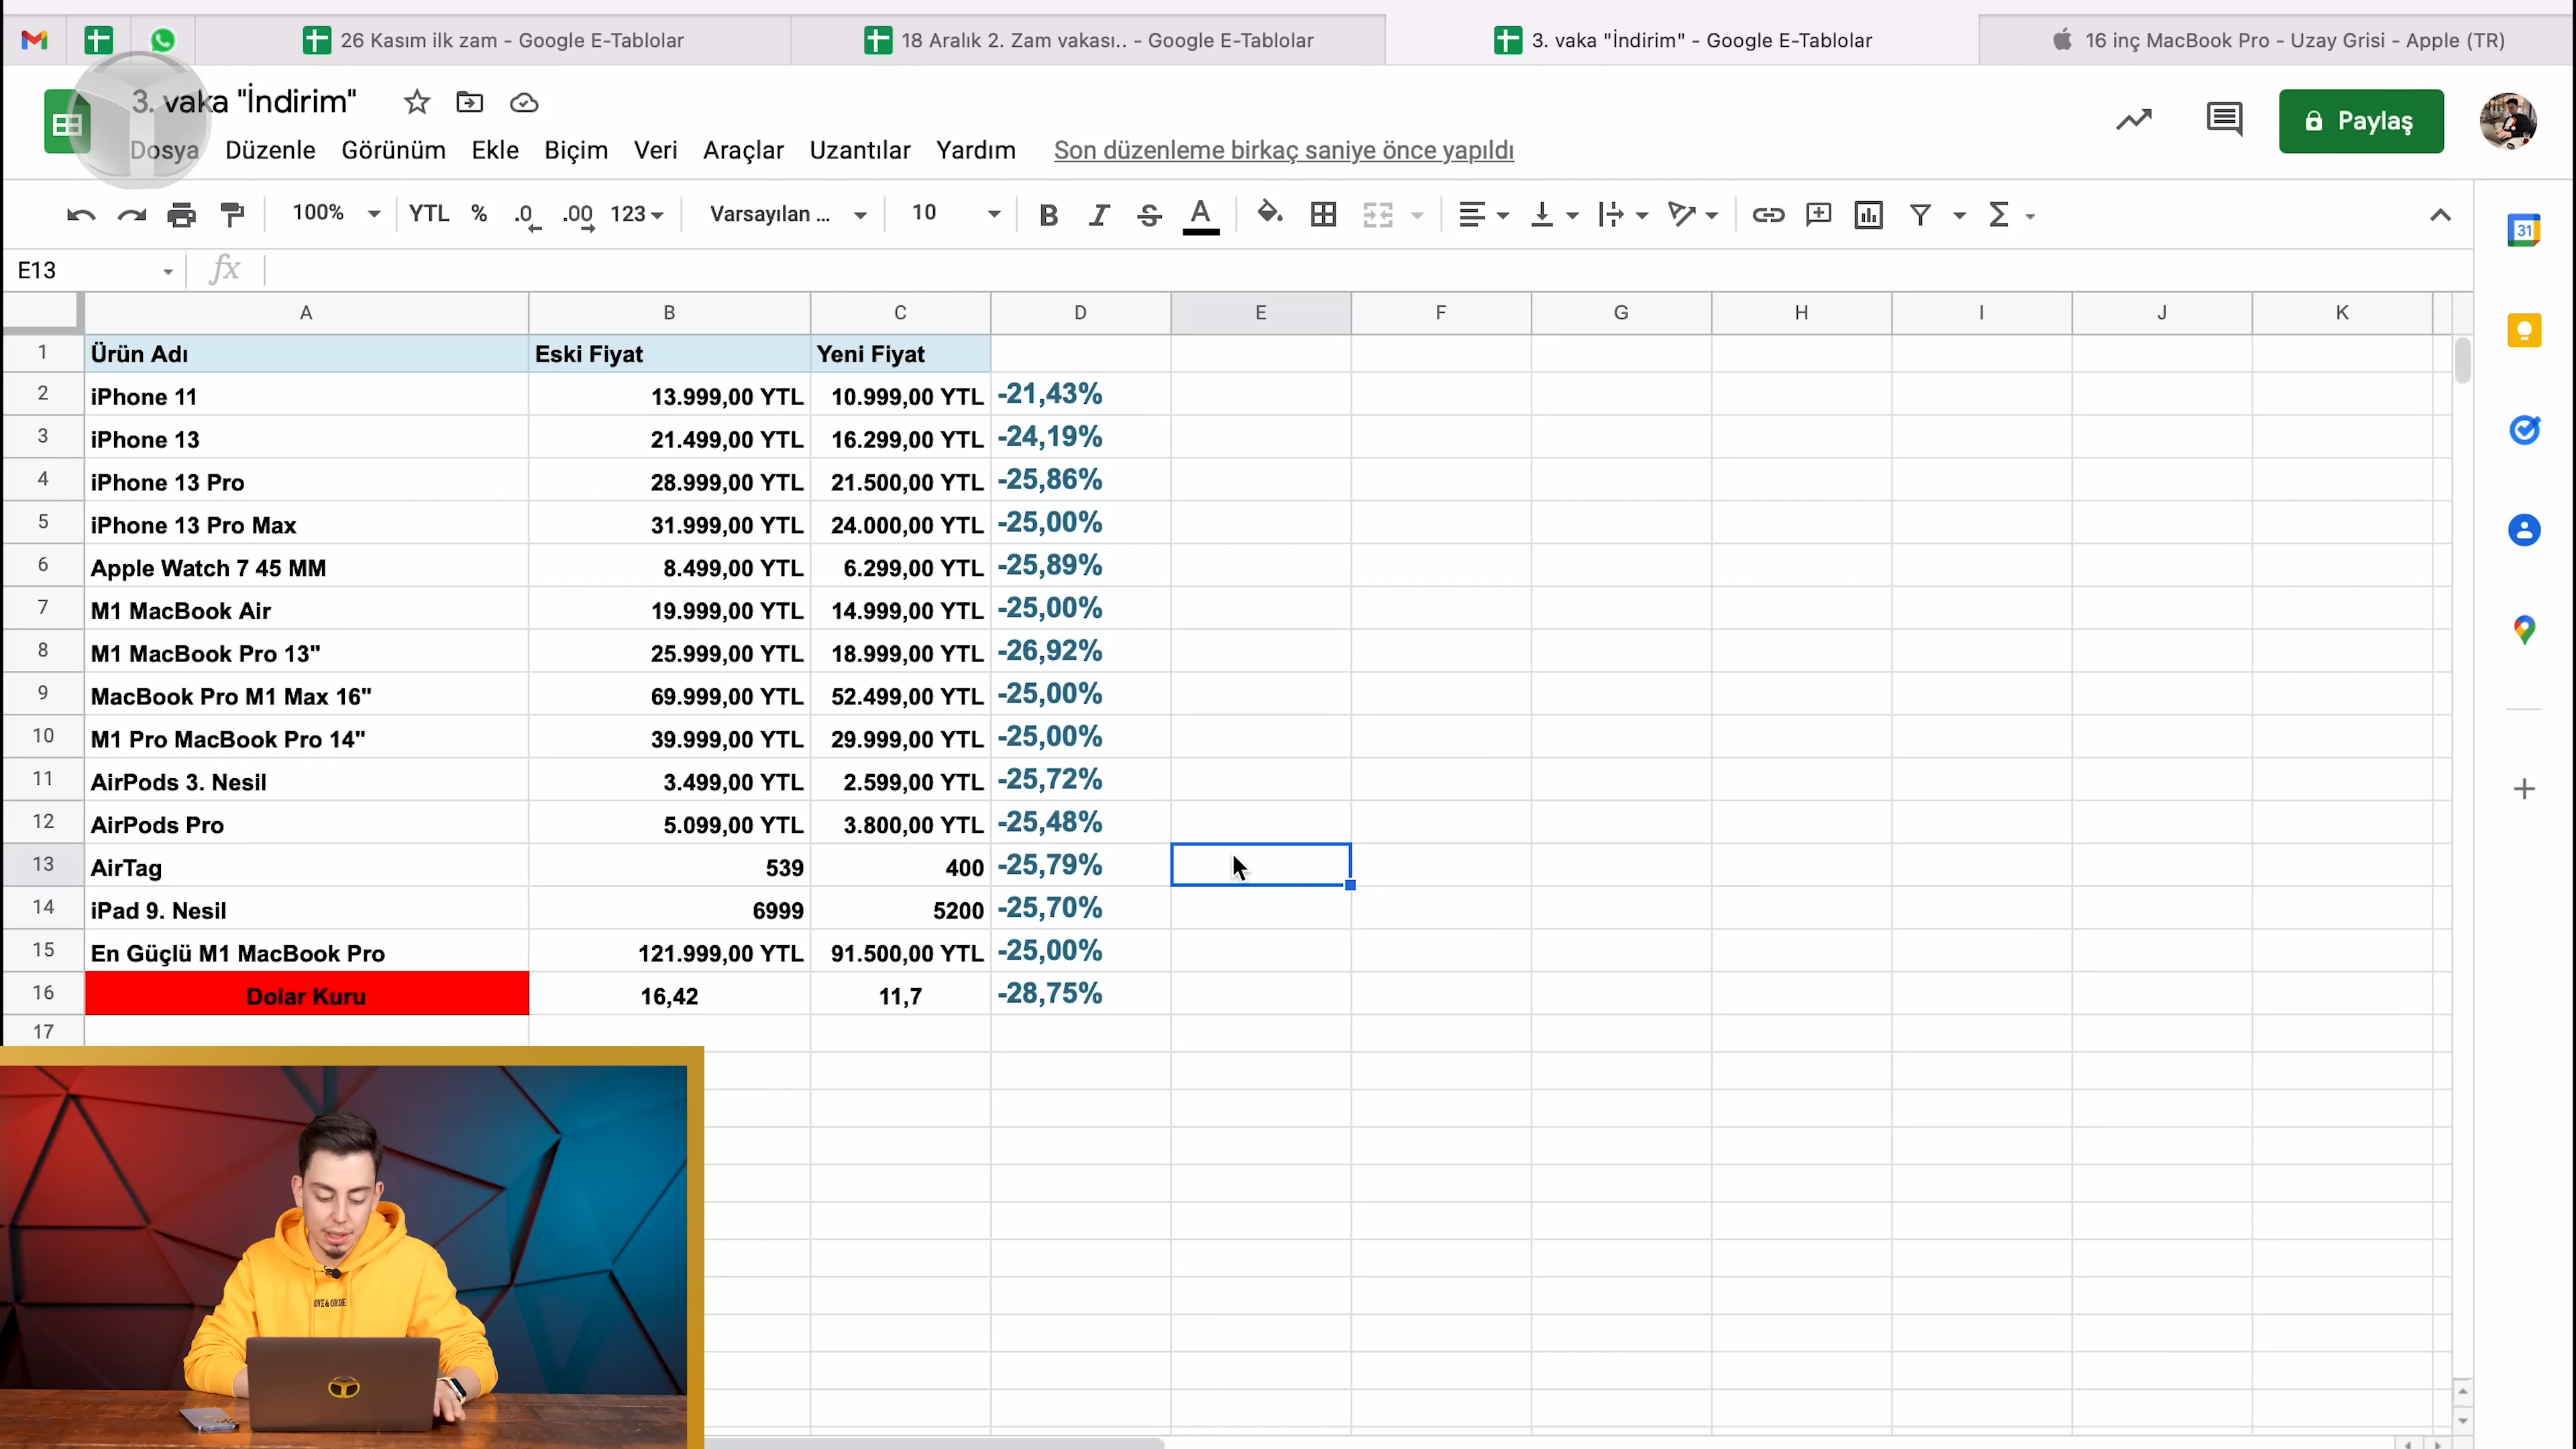 26 Kasım ilk zam - Google E-Tablolar
18 Aralık 2. Zam vakası.. - Google E-Tablolar
3. vaka "İndirim" - Google E-Tablolar
16 inç MacBook Pro - Uzay Grisi - Apple (TR)
3. vaka "İndirim"
Paylaş
Dosya Düzenle Görünüm Ekle Biçim Veri Araçlar Uzantılar Yardım Son düzenleme birkaç saniye önce yapıldı
100% YTL % .0 .00 123 Varsayılan ... 10 B I S A
31
E13 fx
A B C D E F G H I J K
1 Ürün Adı Eski Fiyat Yeni Fiyat
2 iPhone 11 13.999,00 YTL 10.999,00 YTL -21,43%
3 iPhone 13 21.499,00 YTL 16.299,00 YTL -24,19%
4 iPhone 13 Pro 28.999,00 YTL 21.500,00 YTL -25,86%
5 iPhone 13 Pro Max 31.999,00 YTL 24.000,00 YTL -25,00%
6 Apple Watch 7 45 MM 8.499,00 YTL 6.299,00 YTL -25,89%
7 M1 MacBook Air 19.999,00 YTL 14.999,00 YTL -25,00%
8 M1 MacBook Pro 13" 25.999,00 YTL 18.999,00 YTL -26,92%
9 MacBook Pro M1 Max 16" 69.999,00 YTL 52.499,00 YTL -25,00%
10 M1 Pro MacBook Pro 14" 39.999,00 YTL 29.999,00 YTL -25,00%
11 AirPods 3. Nesil 3.499,00 YTL 2.599,00 YTL -25,72%
12 AirPods Pro 5.099,00 YTL 3.800,00 YTL -25,48%
13 AirTag 539 400 -25,79%
14 iPad 9. Nesil 6999 5200 -25,70%
15 En Güçlü M1 MacBook Pro 121.999,00 YTL 91.500,00 YTL -25,00%
16 Dolar Kuru 16,42 11,7 -28,75%
17